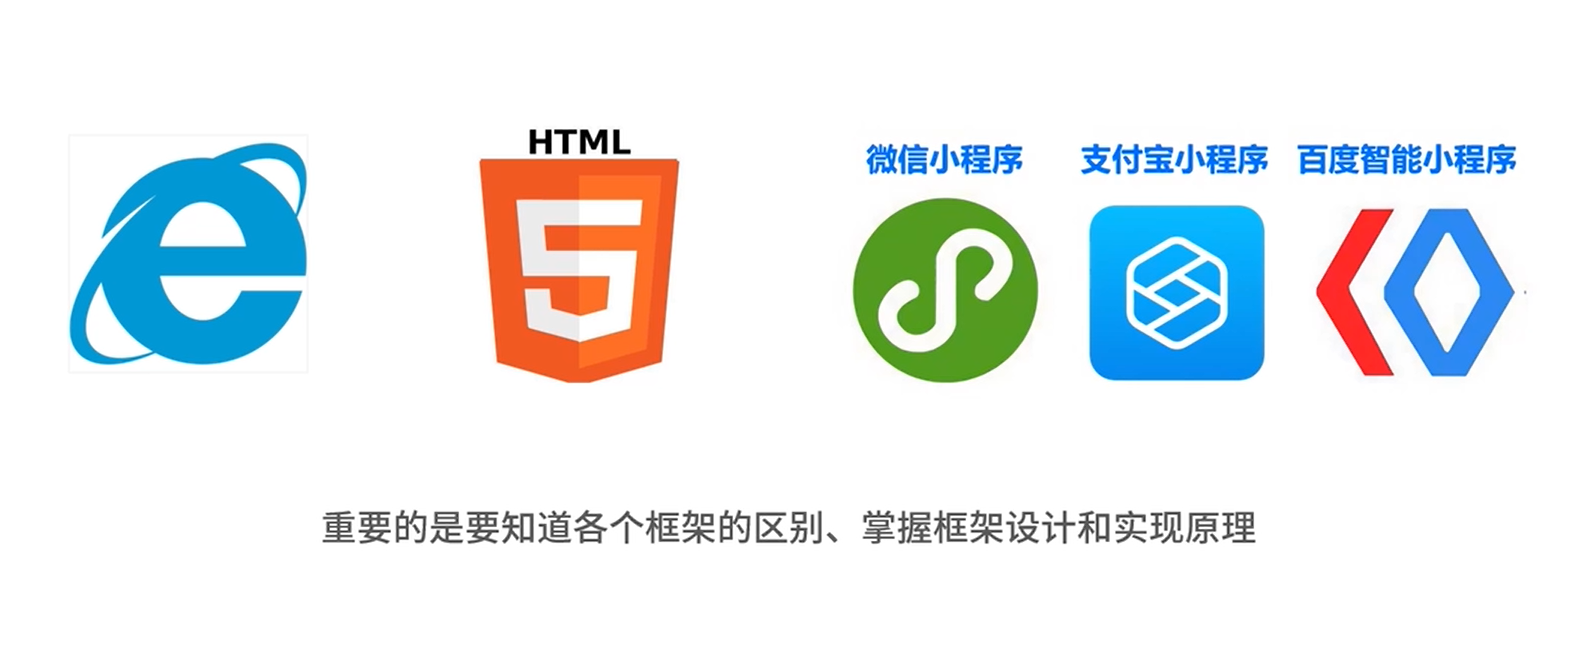 HTML
5
微信小程序
支付宝小程序
百度智能小程序
重要的是要知道各个框架的区别、掌握框架设计和实现原理